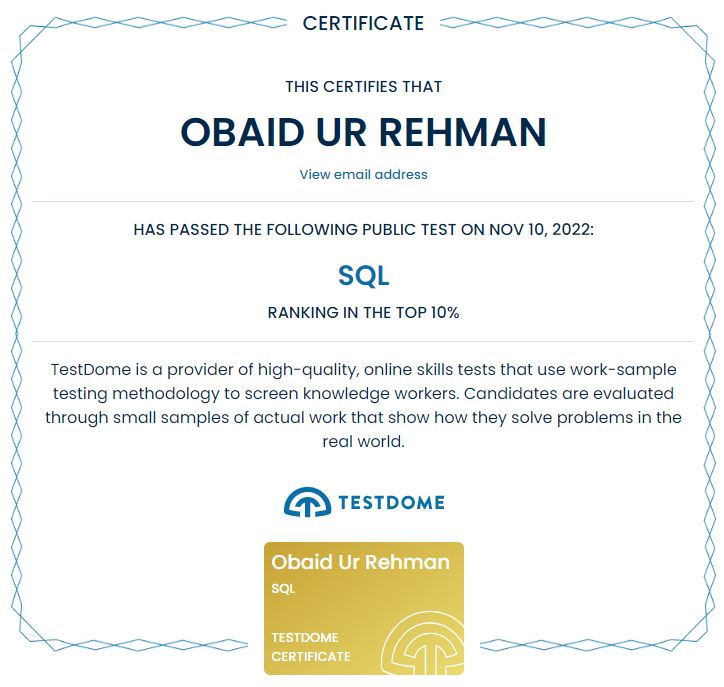 CERTIFICATE
THIS CERTIFIES THAT
OBAID UR REHMAN
View email address
HAS PASSED THE FOLLOWING PUBLIC TEST ON NOV 10, 2022:
SQL
RANKING IN THE TOP 10%
TestDome is a provider of high-quality, online skills tests that use work-sample
testing methodology to screen knowledge workers. Candidates are evaluated
through small samples of actual work that show how they solve problems in the
real world.
TESTDOME
Obaid Ur Rehman
SQL
TESTDOME
CERTIFICATE